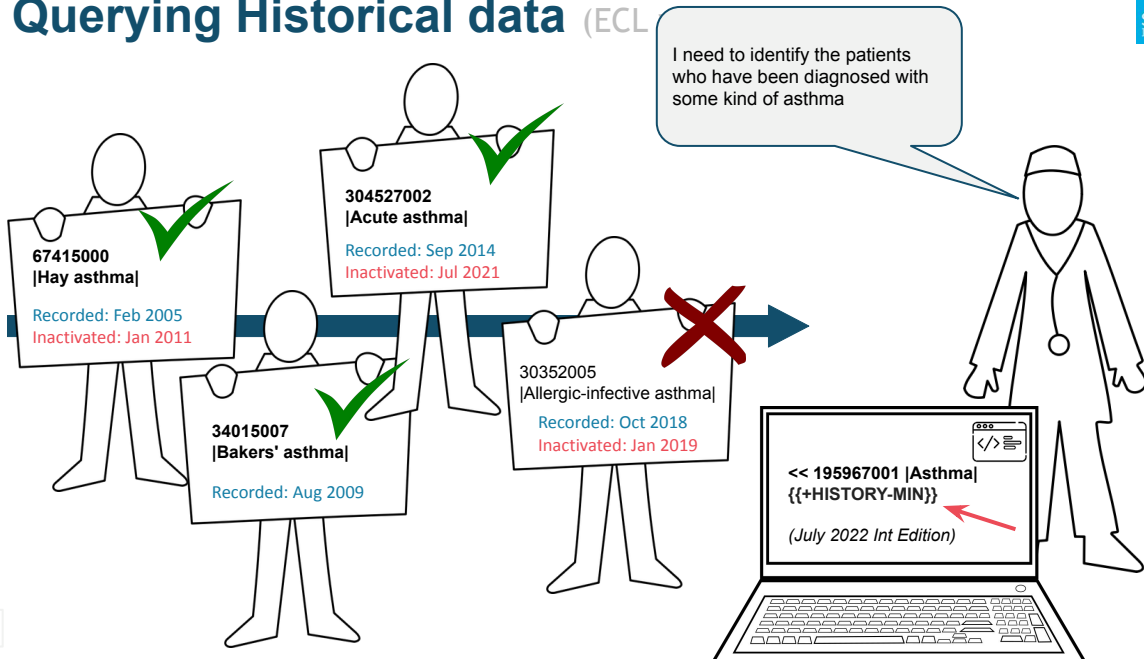 Querying Historical data (ECL
I need to identify the patients
who have been diagnosed with
some kind of asthma
304527002
|Acute asthma|
Recorded: Sep 2014
Inactivated: Jul 2021
67415000
|Hay asthma|
Recorded: Feb 2005
Inactivated: Jan 2011
30352005
|Allergic-infective asthma|
Recorded: Oct 2018
Inactivated: Jan 2019
34015007
|Bakers' asthma|
Recorded: Aug 2009
</>
<< 195967001 |Asthma|
{{+HISTORY-MIN}}
(July 2022 Int Edition)